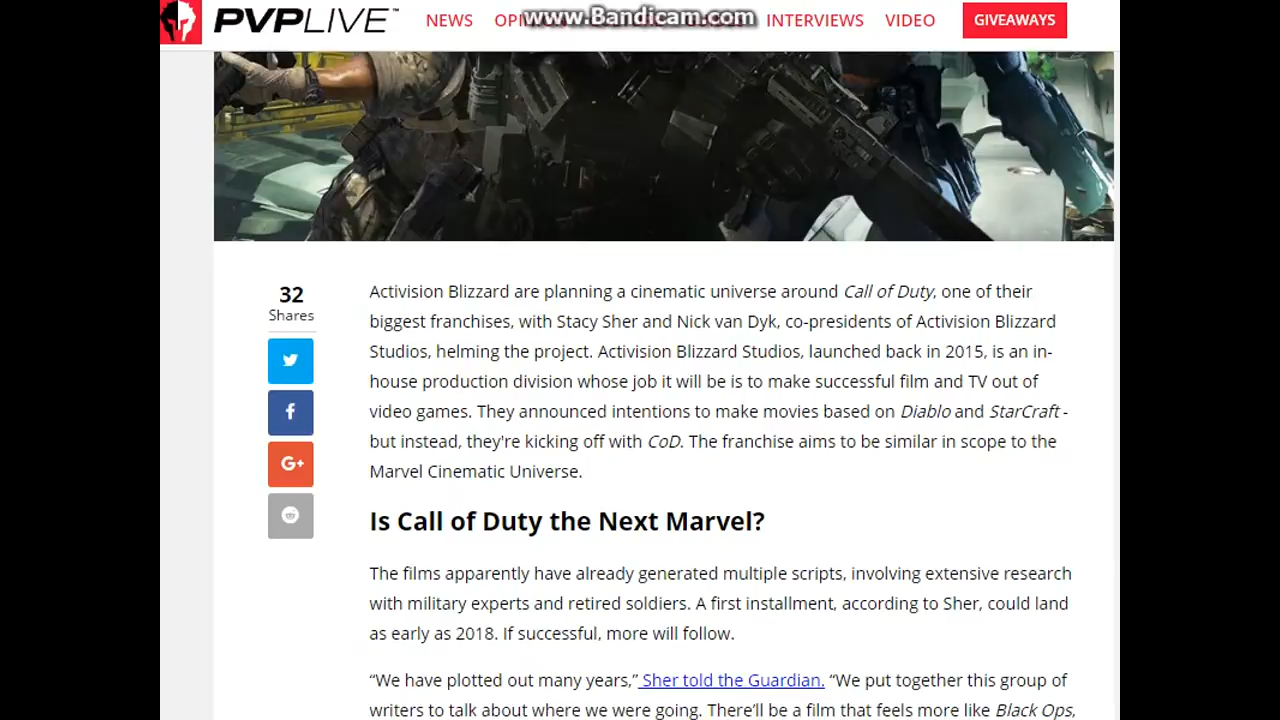 PVPLIVE™ NEWS INTERVIEWS VIDEO GIVEAWAYS
www.Bandicam.com
32
Shares
Activision Blizzard are planning a cinematic universe around Call of Duty, one of their
biggest franchises, with Stacy Sher and Nick van Dyk, co-presidents of Activision Blizzard
Studios, helming the project. Activision Blizzard Studios, launched back in 2015, is an in-
house production division whose job it will be is to make successful film and TV out of
video games. They announced intentions to make movies based on Diablo and StarCraft -
but instead, they're kicking off with CoD. The franchise aims to be similar in scope to the
Marvel Cinematic Universe.
G+
Is Call of Duty the Next Marvel?
The films apparently have already generated multiple scripts, involving extensive research
with military experts and retired soldiers. A first installment, according to Sher, could land
as early as 2018. If successful, more will follow.
“We have plotted out many years,” Sher told the Guardian. “We put together this group of
writers to talk about where we were going. There’ll be a film that feels more like Black Ops,